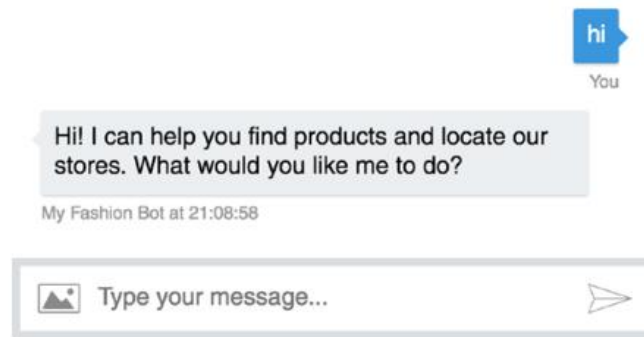 hi
You
Hi! I can help you find products and locate our
stores. What would you like me to do?
My Fashion Bot at 21:08:58
Type your message...